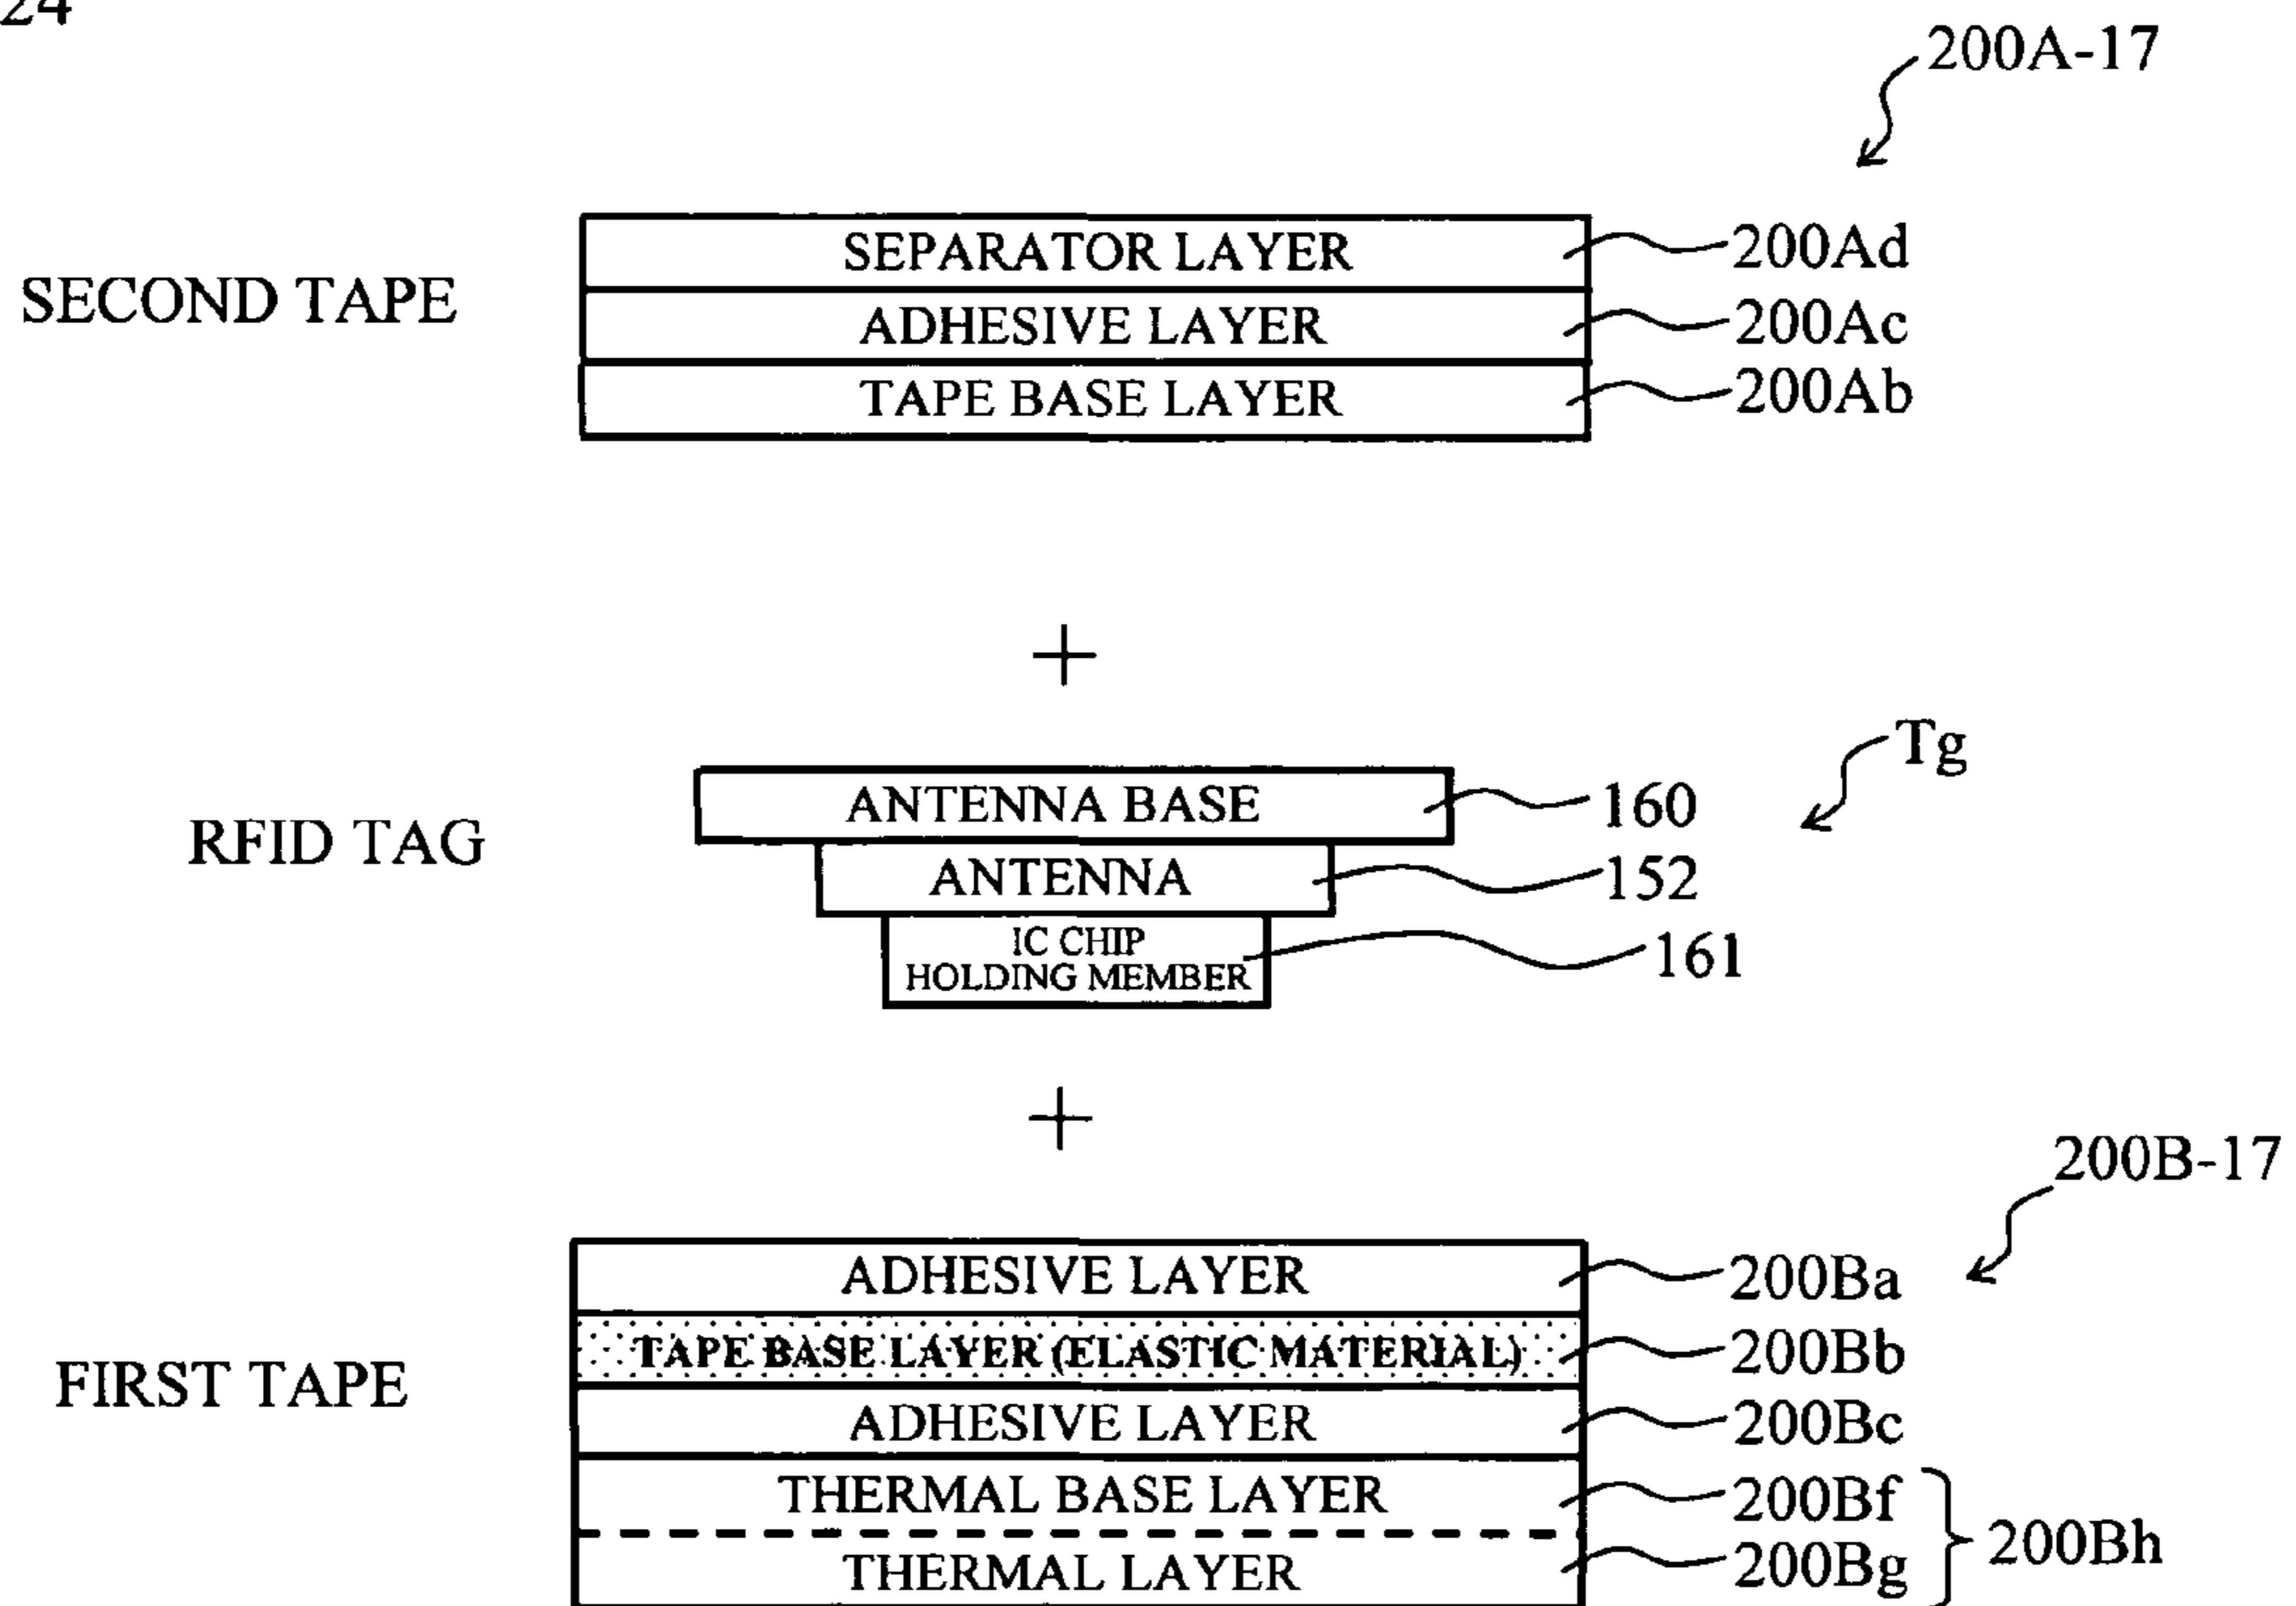 24
200A-17
SEPARATOR LAYER 200Ad
SECOND TAPE ADHESIVE LAYER 200Ac
TAPE BASE LAYER 200Ab
+
Tg
ANTENNA BASE 160
RFID TAG
ANTENNA 152
IC CHIP
HOLDING MEMBER 161
+
200B-17
ADHESIVE LAYER 200Ba
TAPE BASE LAYER (ELASTIC MATERIAL) 200Bb
FIRST TAPE
ADHESIVE LAYER 200Bc
THERMAL BASE LAYER 200Bf
200Bh
THERMAL LAYER 200Bg